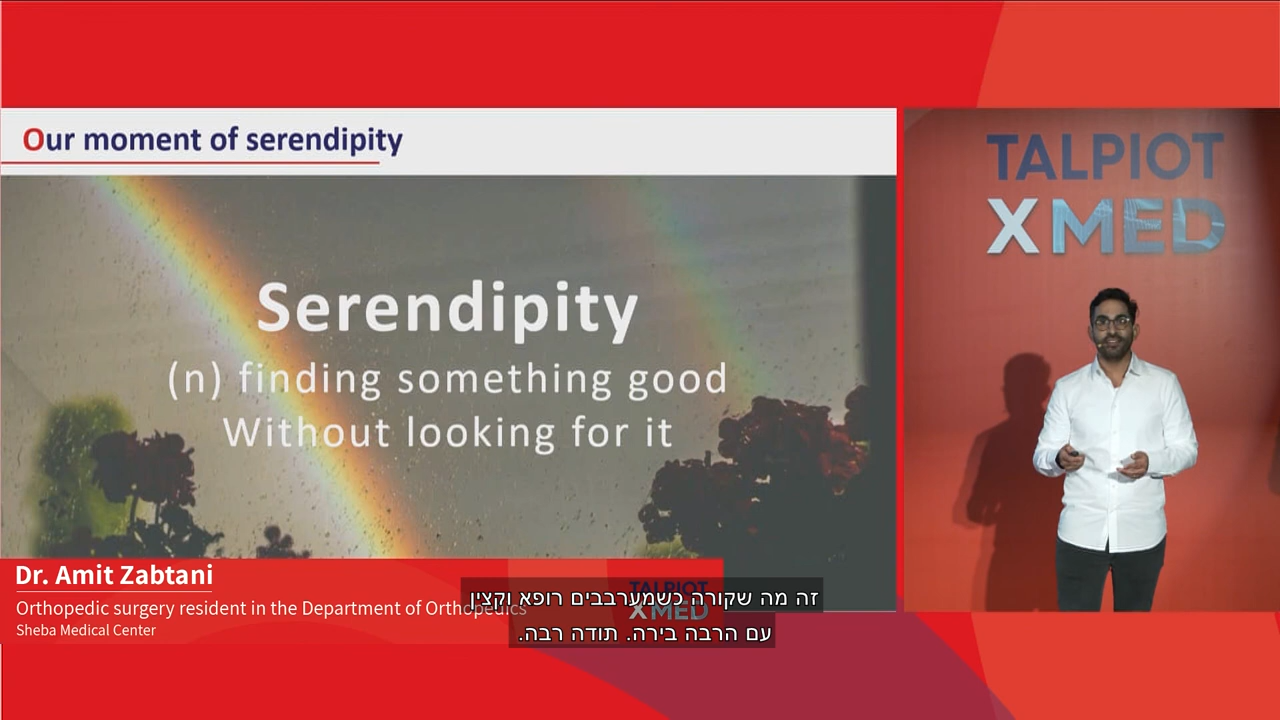 Our moment of serendipity
Serendipity
(n) finding something good
Without looking for it
TALPIOT
XMED
Dr. Amit Zabtani
Orthopedic surgery resident in the Department of Orthopedics
Sheba Medical Center
TALPIOT
XMED
זה מה שקורה כשמערבבים רופא וקצין
עם הרבה בירה. תודה רבה.